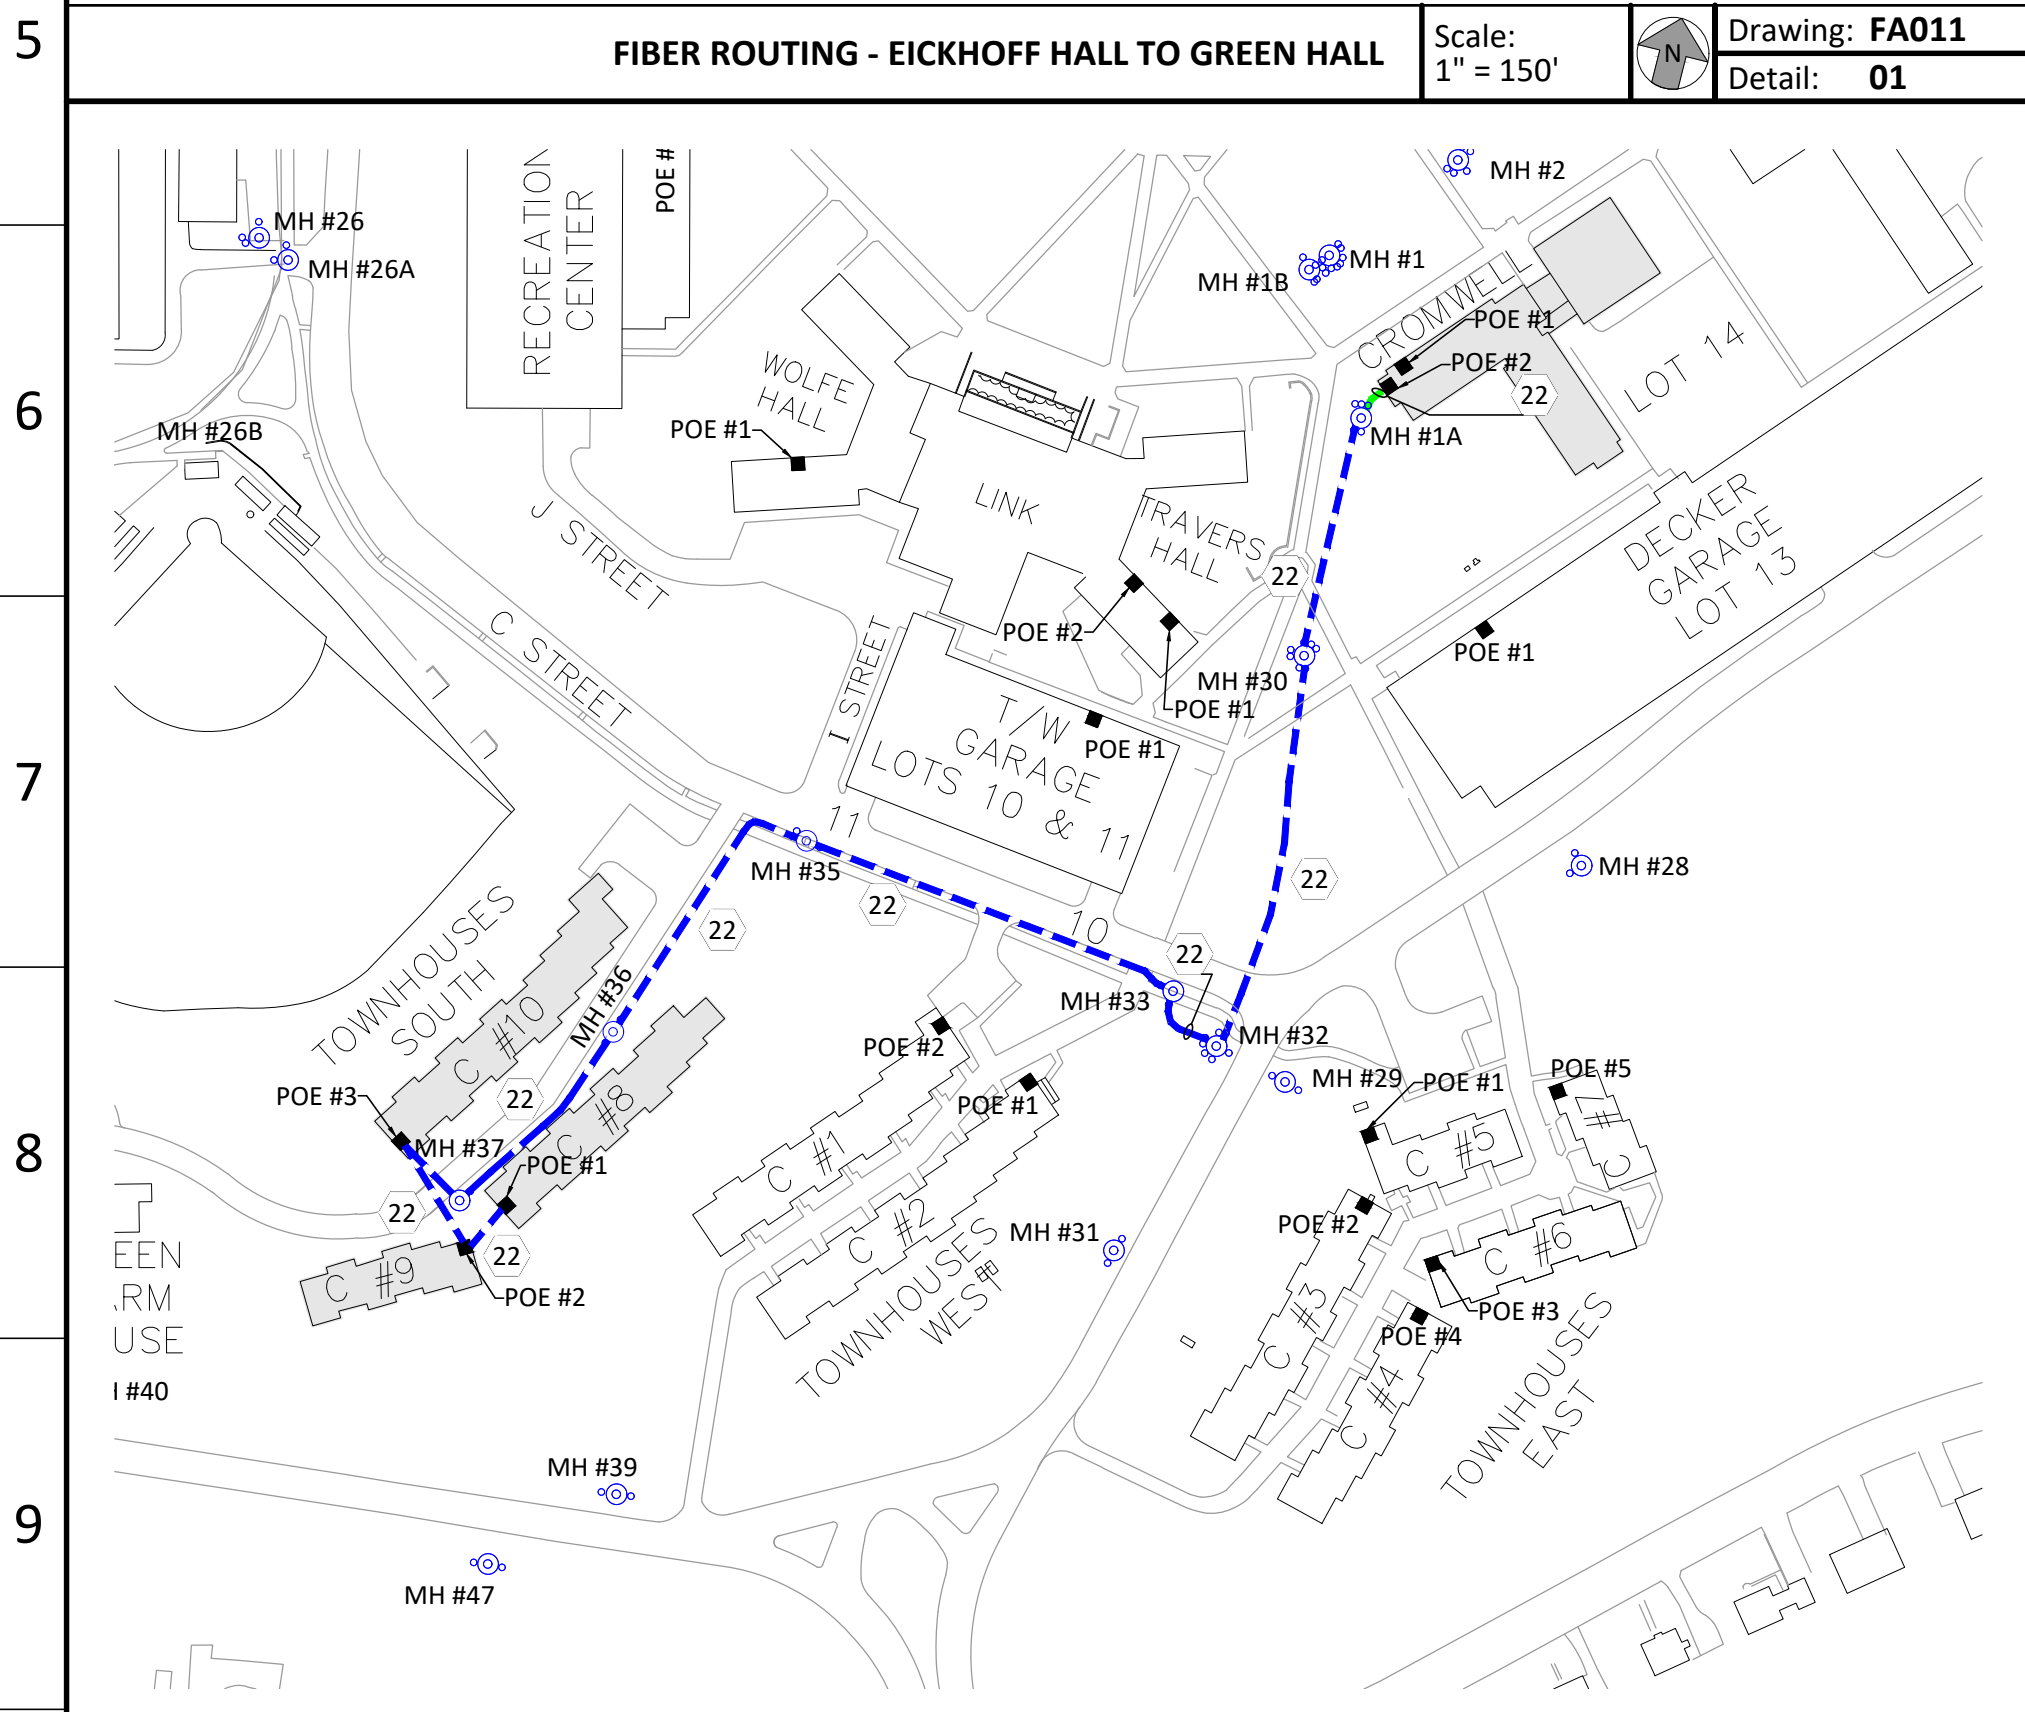 5
FIBER ROUTING - EICKHOFF HALL TO GREEN HALL
Scale:
1" = 150'
N
Drawing: FA011
Detail: 01
MH #2
MH #26
MH #26A
RECREATION
CENTER
POE #
MH #1B
MH #1
CROMWELL
POE #1
POE #2
22
MH #1A
LOT 14
6
MH #26B
WOLFE
HALL
POE #1
LINK
TRAVERS
HALL
22
J STREET
C STREET
I STREET
POE #2
POE #1
MH #30
DECKER
GARAGE
LOT 13
POE #1
7
T/W
GARAGE
LOTS 10 & 11
POE #1
11
MH #35
22
22
10
22
22
MH #28
MH #33
MH #32
MH #29
TOWNHOUSES
SOUTH
C #10
MH #36
C #8
22
8
POE #3
MH #37
POE #1
22
22
C #9
POE #2
EEN
RM
USE
#40
POE #2
POE #1
C #1
C #2
TOWNHOUSES
WEST
MH #31
POE #1
POE #5
C #5
C #7
POE #2
C #6
POE #3
POE #4
C #3
C #4
TOWNHOUSES
EAST
9
MH #39
MH #47